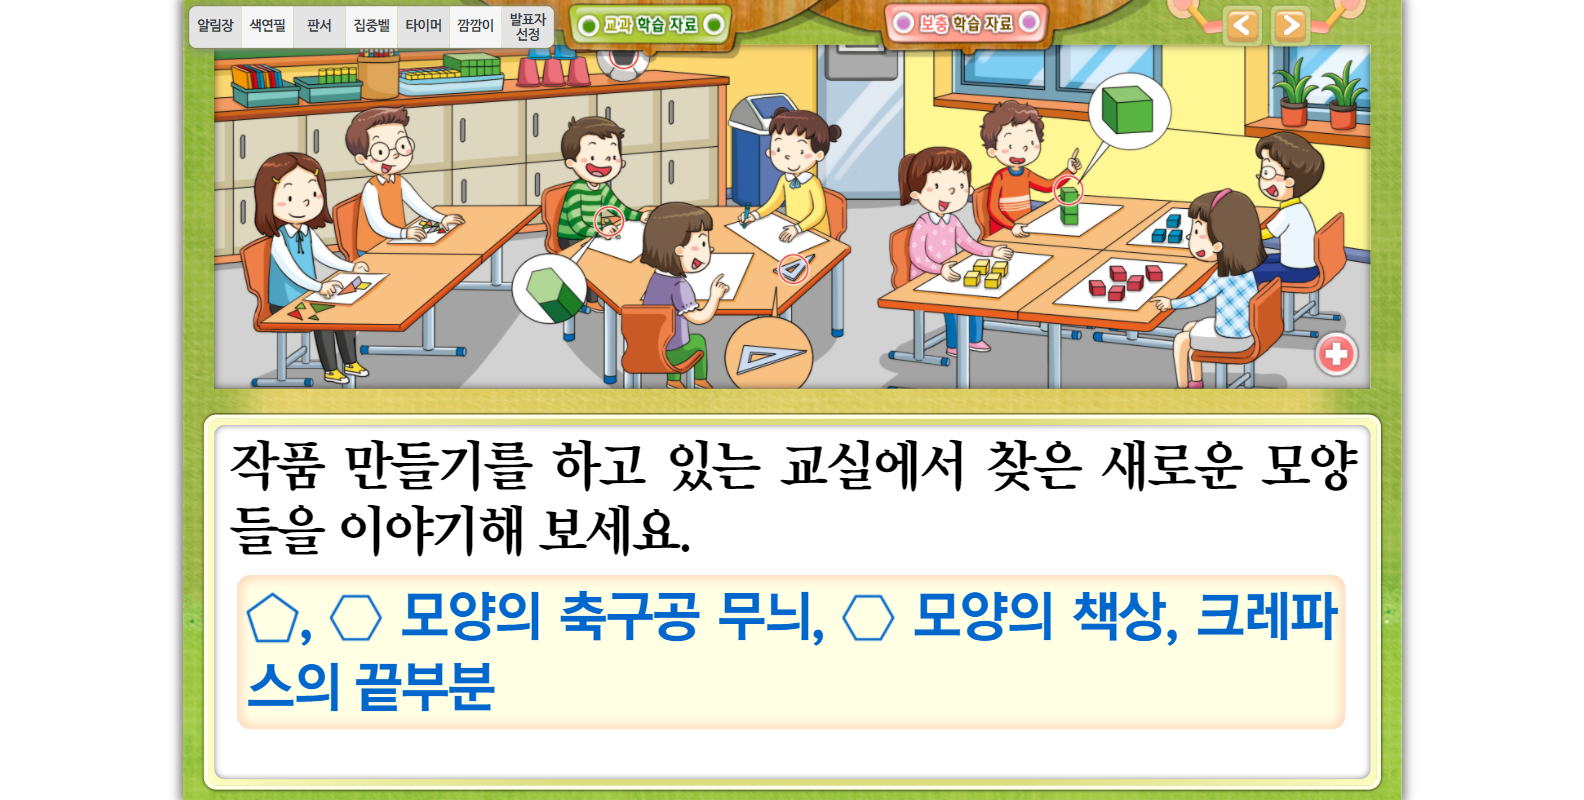 알림장 색연필 판서 집중벨 타이머 깜깜이 발표자
선정
교과 학습 자료
보충 학습 자료
작품 만들기를 하고 있는 교실에서 찾은 새로운 모양
들을 이야기해 보세요.
, 모양의 축구공 무늬, 모양의 책상, 크레파
스의 끝부분